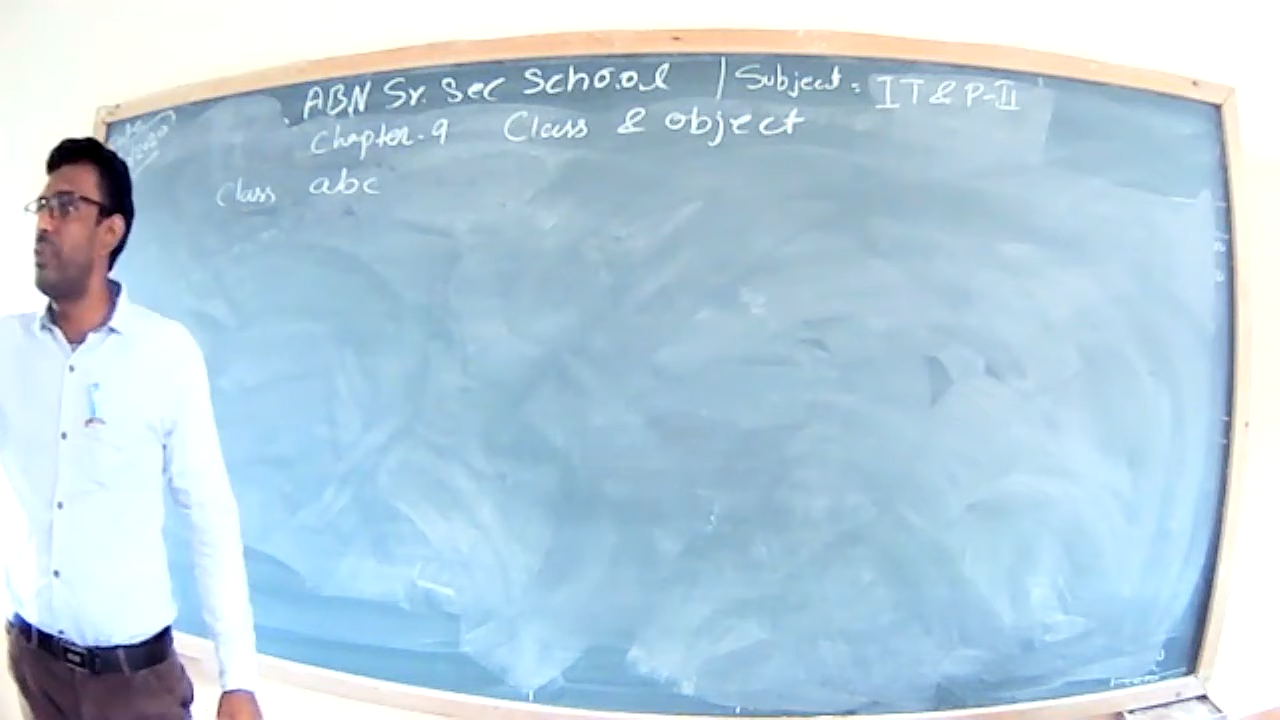 ABN Sr. Sec School | Subject: IT & P-II
Chapter-9 Class & object
Class abc